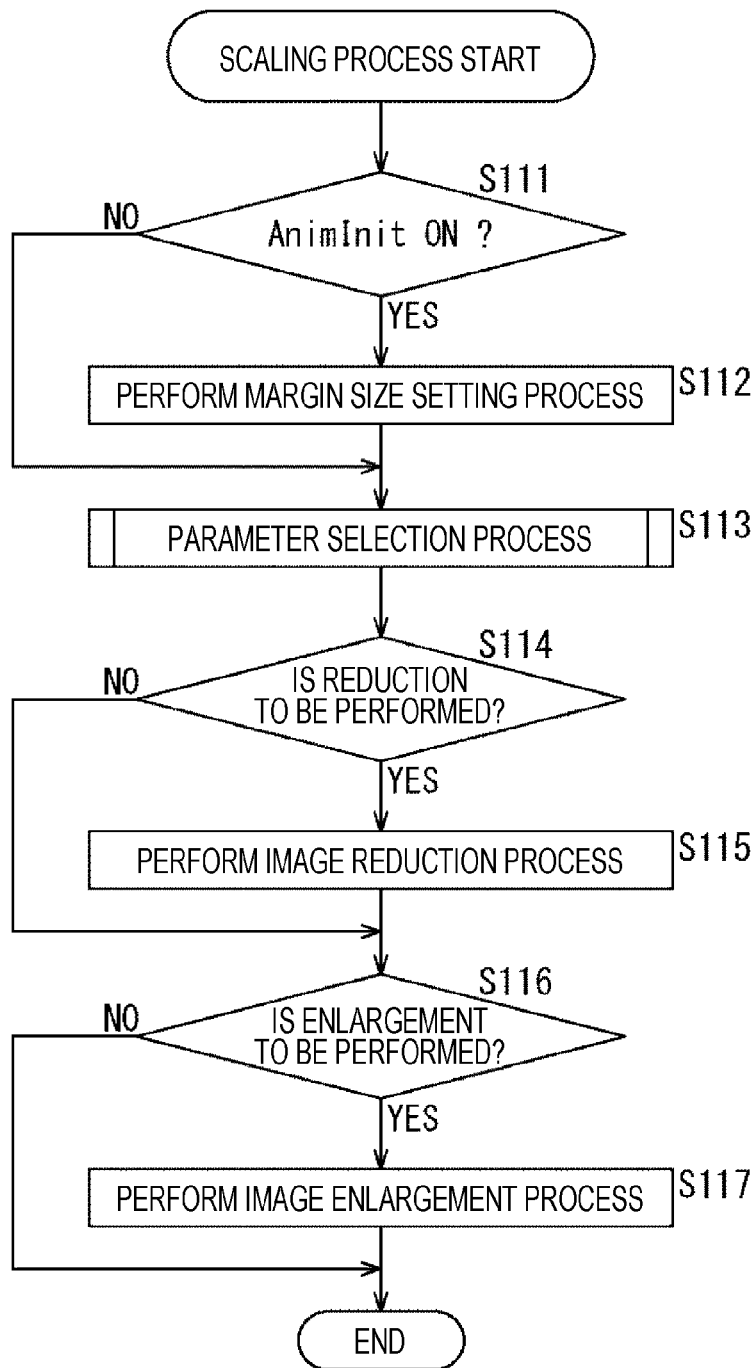 SCALING PROCESS START
S111
NO
AnimInit ON ?
YES
S112
PERFORM MARGIN SIZE SETTING PROCESS
S113
PARAMETER SELECTION PROCESS
S114
NO
IS REDUCTION
TO BE PERFORMED?
YES
S115
PERFORM IMAGE REDUCTION PROCESS
S116
NO
IS ENLARGEMENT
TO BE PERFORMED?
YES
S117
PERFORM IMAGE ENLARGEMENT PROCESS
END